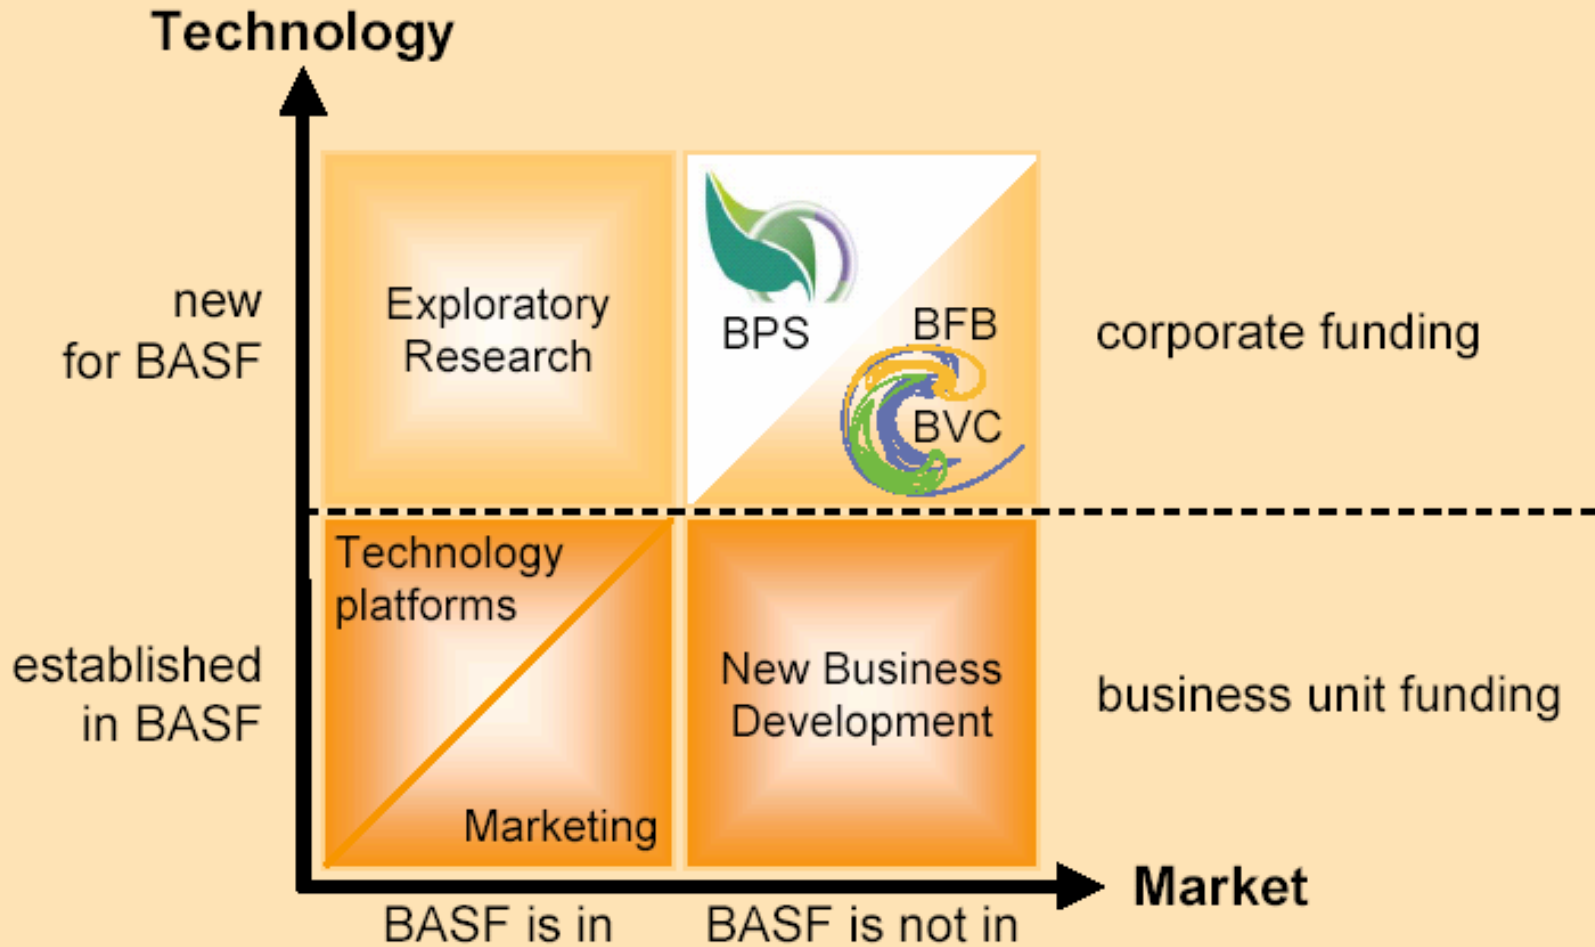 Technology
new
for BASF
Exploratory
Research
BPS
BFB
BVC
corporate funding
established
in BASF
Technology
platforms
Marketing
New Business
Development
business unit funding
Market
BASF is in
BASF is not in